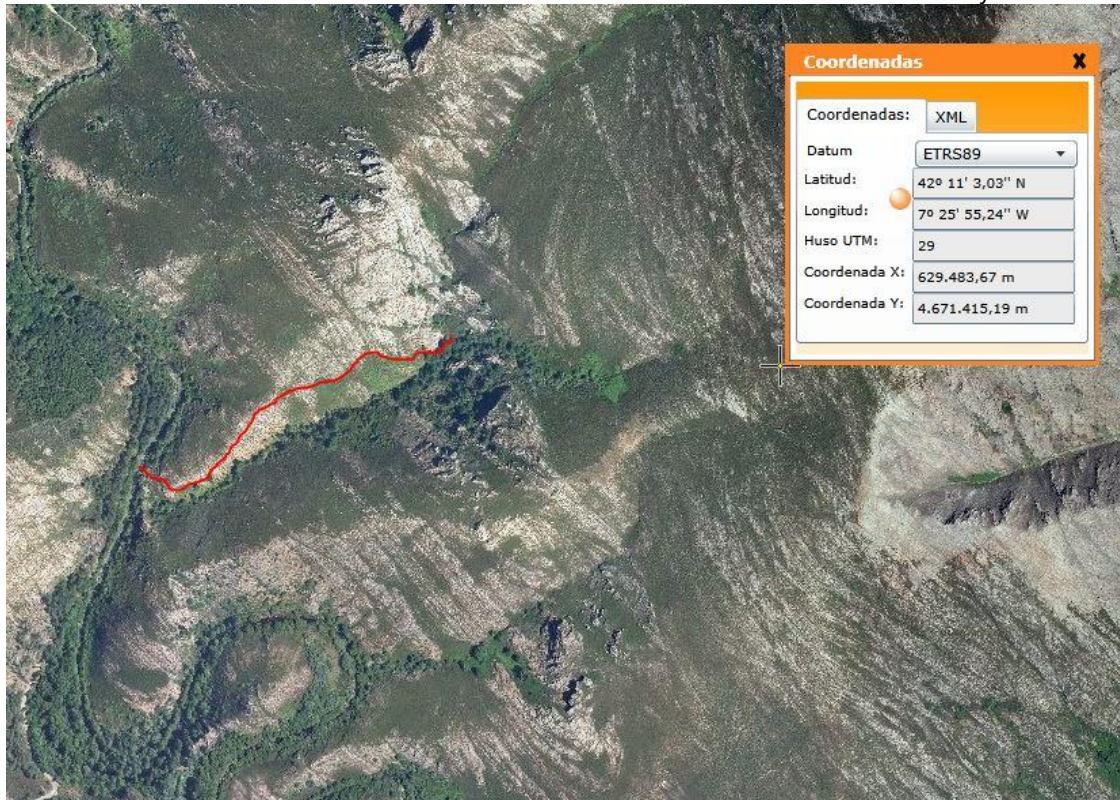 Coordenadas X
Coordenadas: XML
Datum ETRS89
Latitud: 42º 11' 3,03'' N
Longitud: 7º 25' 55,24'' W
Huso UTM: 29
Coordenada X: 629.483,67 m
Coordenada Y: 4.671.415,19 m